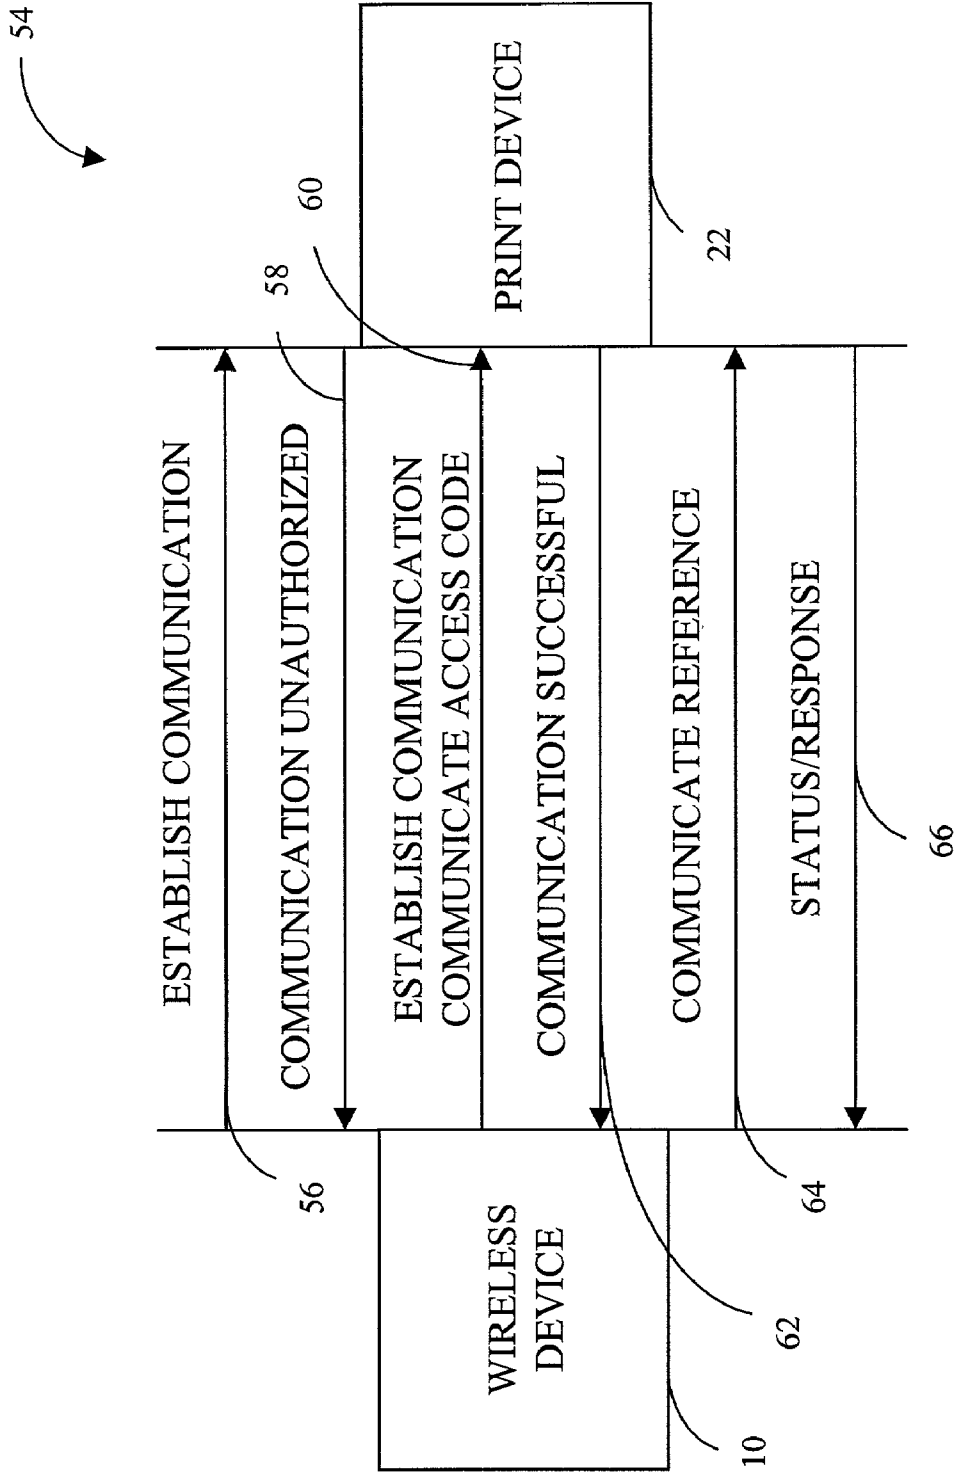 54
ESTABLISH COMMUNICATION
56
COMMUNICATION UNAUTHORIZED
58
ESTABLISH COMMUNICATION
COMMUNICATE ACCESS CODE
60
COMMUNICATION SUCCESSFUL
62
COMMUNICATE REFERENCE
64
STATUS/RESPONSE
66
WIRELESS
DEVICE
10
PRINT DEVICE
22